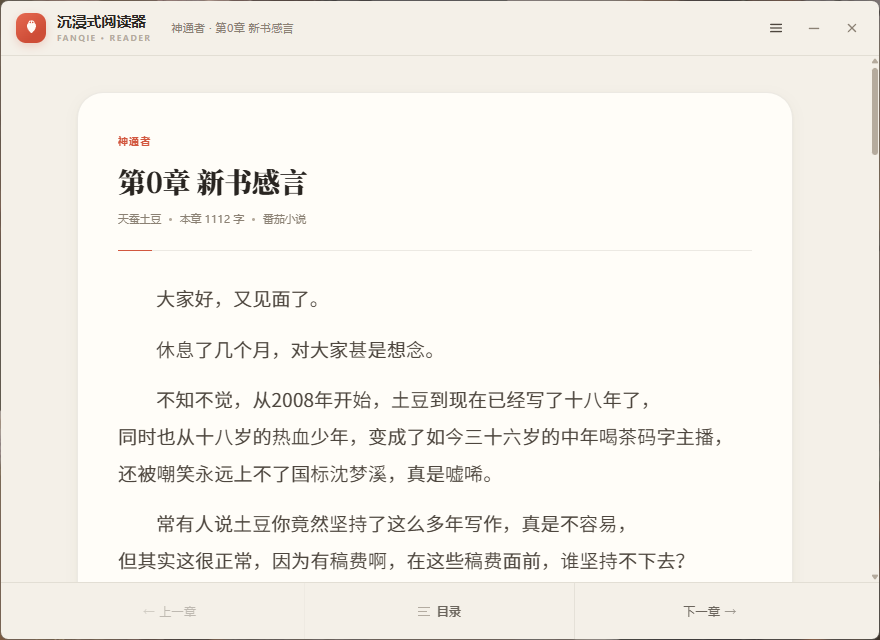 沉浸式阅读器
FANQIE • READER
神通者 · 第0章 新书感言
神通者
第0章 新书感言
天蚕土豆 • 本章 1112 字 • 番茄小说
大家好，又见面了。
休息了几个月，对大家甚是想念。
不知不觉，从2008年开始，土豆到现在已经写了十八年了，
同时也从十八岁的热血少年，变成了如今三十六岁的中年喝茶码字主播，
还被嘲笑永远上不了国标沈梦溪，真是嘘唏。
常有人说土豆你竟然坚持了这么多年写作，真是不容易，
但其实这很正常，因为有稿费啊，在这些稿费面前，谁坚持不下去？
← 上一章
目录
下一章 →